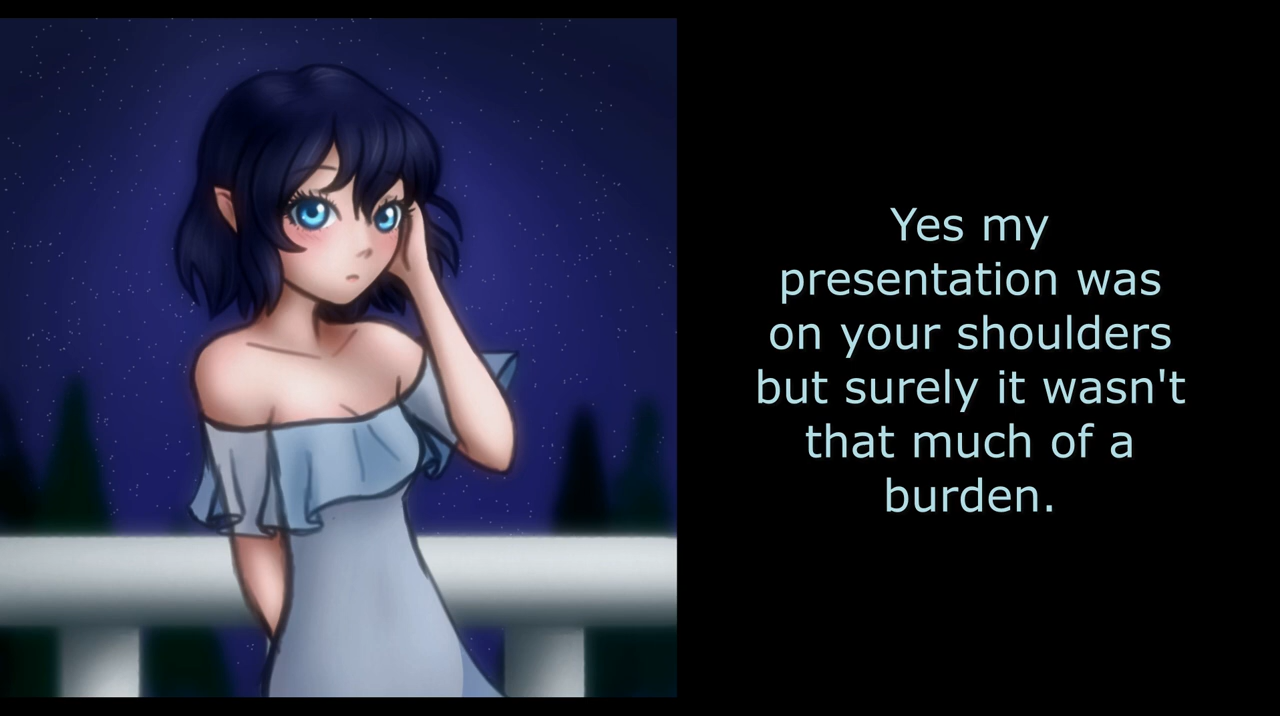 Yes my
presentation was
on your shoulders
but surely it wasn't
that much of a
burden.